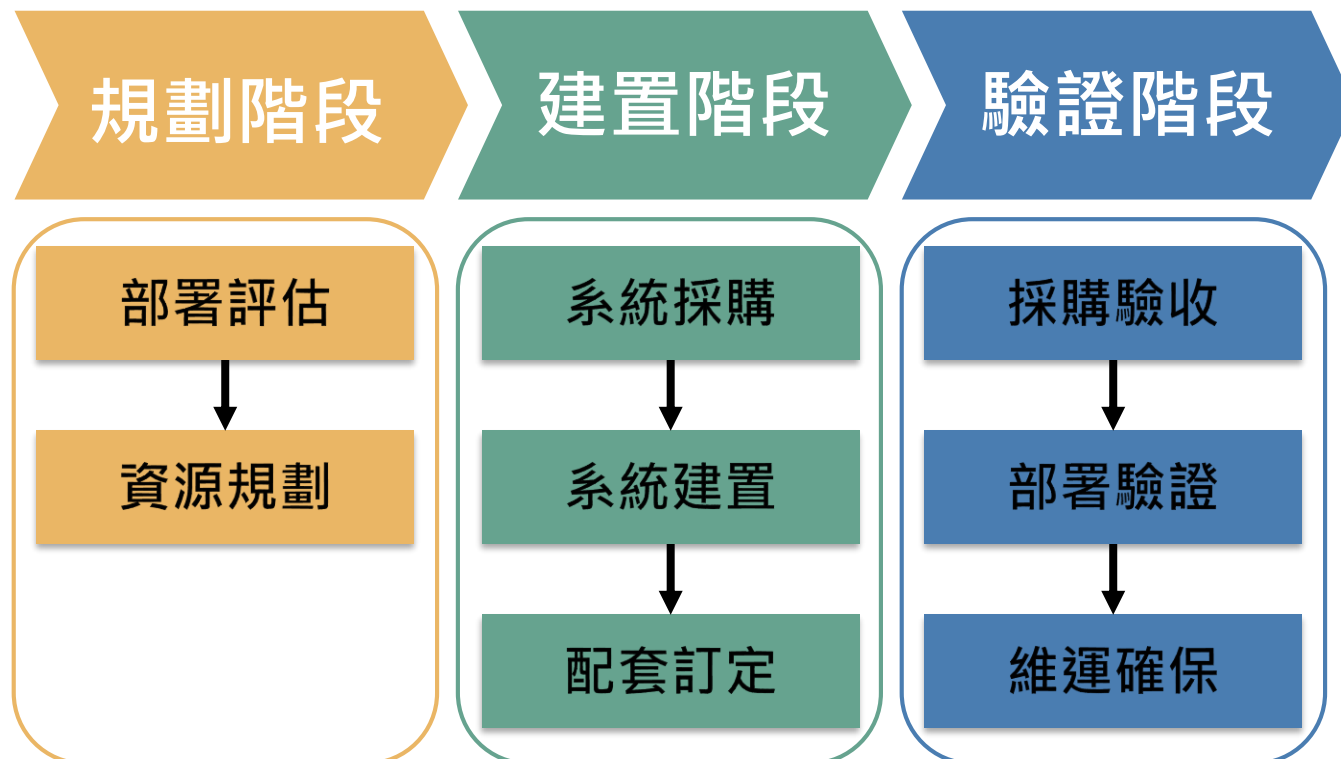 規劃階段
建置階段
驗證階段
部署評估
資源規劃
系統採購
系統建置
配套訂定
採購驗收
部署驗證
維運確保